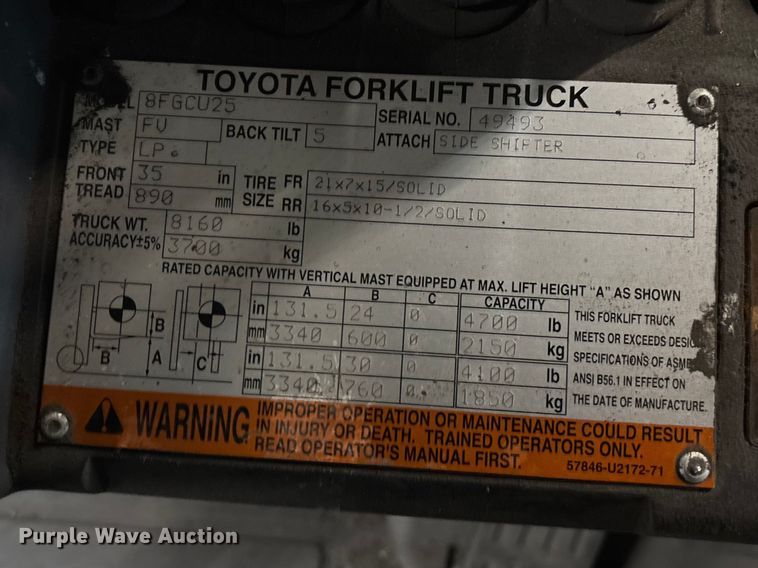 TOYOTA FORKLIFT TRUCK
MODEL 8FGCU25 SERIAL NO. 49493
MAST FV BACK TILT 5 ATTACH SIDE SHIFTER
TYPE LP.
FRONT TREAD 35 in TIRE SIZE FR 21x7x15/SOLID
890 mm RR 16x5x10-1/2/SOLID
TRUCK WT. 8160 lb
ACCURACY±5% 3700 kg
RATED CAPACITY WITH VERTICAL MAST EQUIPPED AT MAX. LIFT HEIGHT "A" AS SHOWN
A B C CAPACITY
in 131.5 24 0 4700 lb THIS FORKLIFT TRUCK
mm 3340 600 0 2150 kg MEETS OR EXCEEDS DESIGN
in 131.5 30 0 4100 lb SPECIFICATIONS OF ASME
mm 3340 760 0 1850 kg ANSI B56.1 IN EFFECT ON
THE DATE OF MANUFACTURE.
B
B A C
WARNING
IMPROPER OPERATION OR MAINTENANCE COULD RESULT
IN INJURY OR DEATH. TRAINED OPERATORS ONLY.
READ OPERATOR'S MANUAL FIRST. 57846-U2172-71
Purple Wave Auction